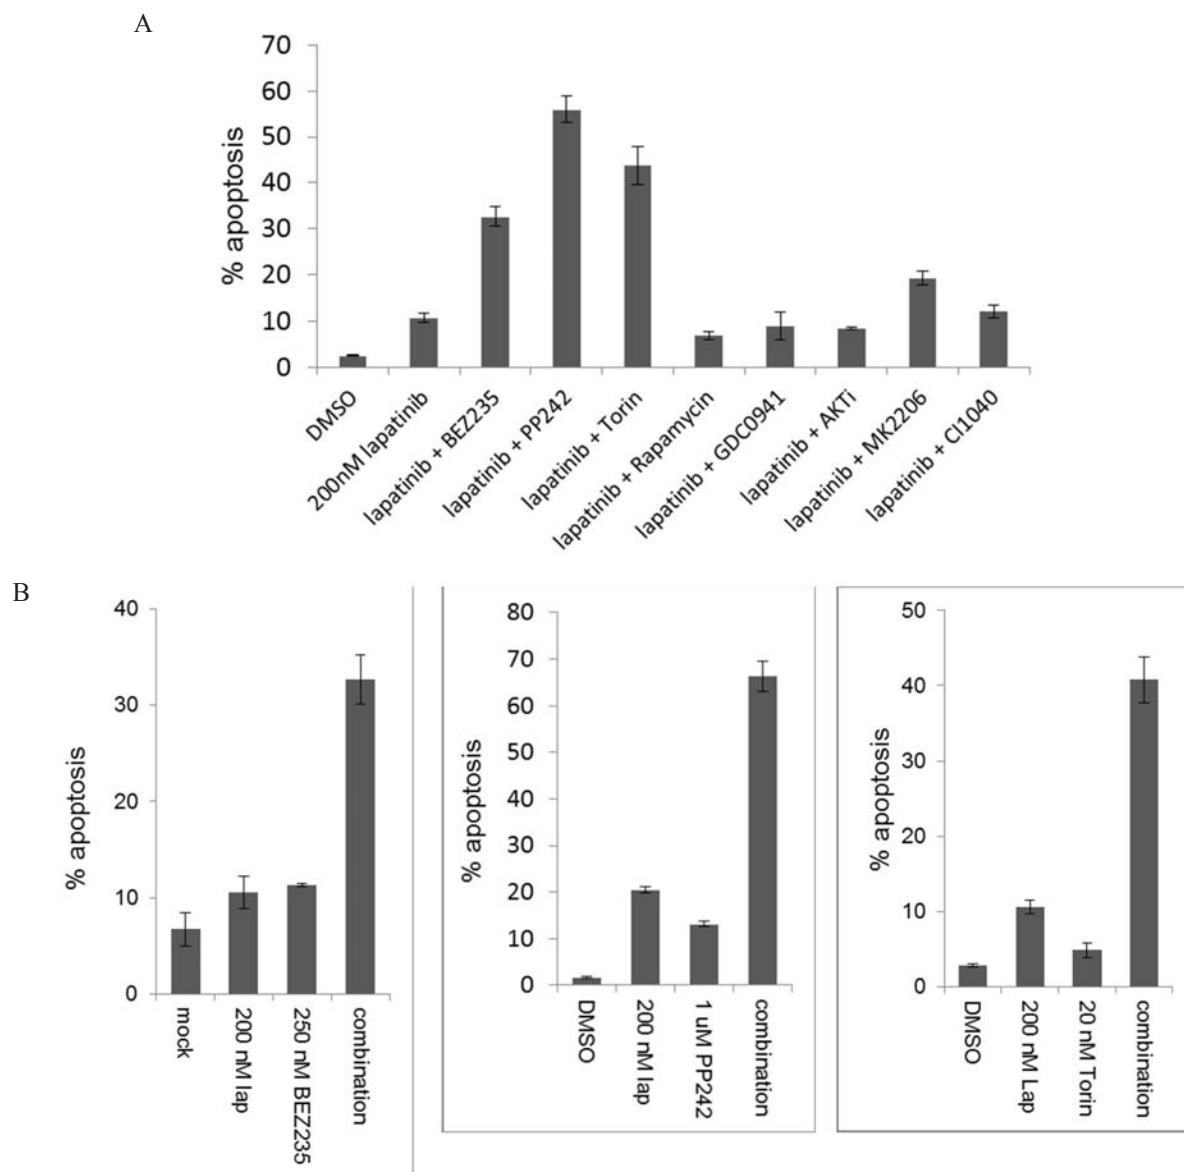 A
70
60
50
40
30
20
10
0
% apoptosis
DMSO
200nM lapatinib
lapatinib + BEZ235
lapatinib + PP242
lapatinib + Torin
lapatinib + Rapamycin
lapatinib + GDC0941
lapatinib + AKTi
lapatinib + MK2206
lapatinib + CI1040
B
40
30
20
10
0
% apoptosis
mock
200 nM lap
250 nM BEZ235
combination
80
70
60
50
40
30
20
10
0
% apoptosis
DMSO
200 nM lap
1 uM PP242
combination
50
40
30
20
10
0
% apoptosis
DMSO
200 nM Lap
20 nM Torin
combination